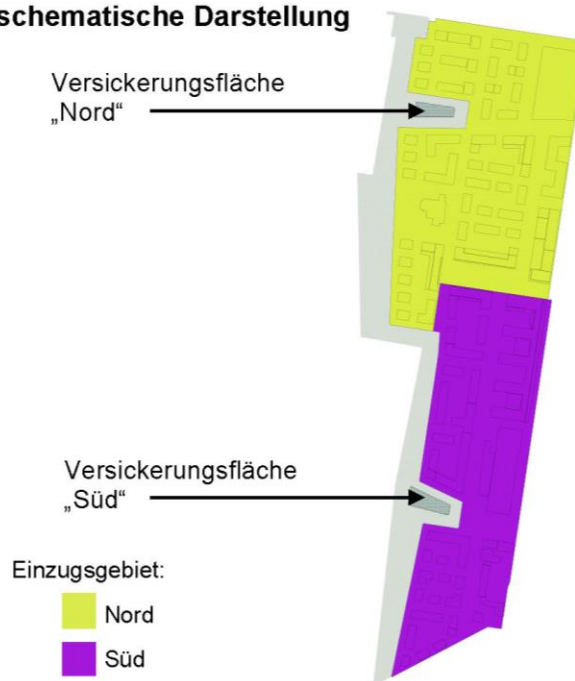 schematische Darstellung
Versickerungsfläche
„Nord“
Versickerungsfläche
„Süd“
Einzugsgebiet:
Nord
Süd